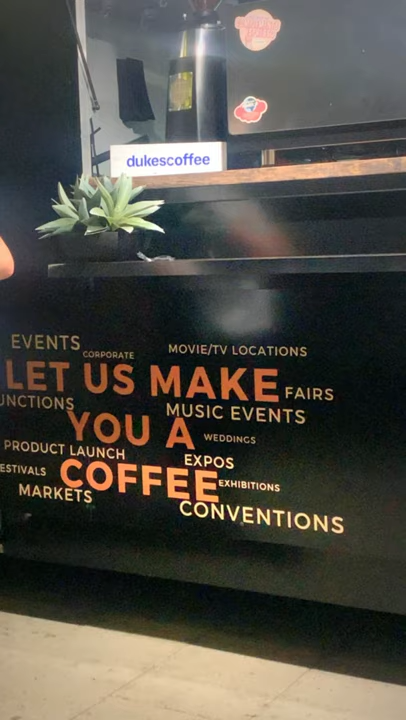 dukescoffee
EVENTS
CORPORATE
MOVIE/TV LOCATIONS
LET US MAKE
FAIRS
UNCTIONS
MUSIC EVENTS
YOU A
WEDDINGS
PRODUCT LAUNCH
EXPOS
ESTIVALS
COFFEE
EXHIBITIONS
MARKETS
CONVENTIONS